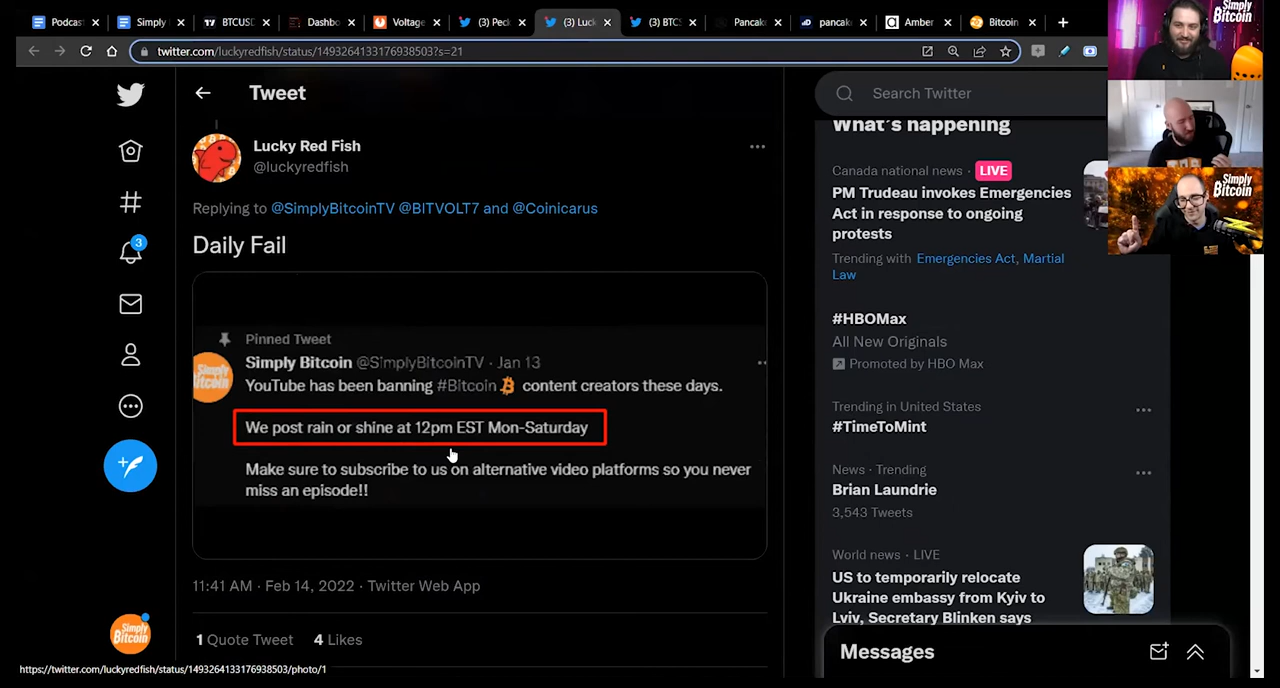 Podcas
Simply
BTCUSD
Dashbo
Voltage
(3) Peck
(3) Luc
(3) BTC
Pancak
pancak
Amber
Bitcoin
twitter.com/luckyredfish/status/1493264133176938503?s=21
Tweet
Search Twitter
Lucky Red Fish
@luckyredfish
Replying to @SimplyBitcoinTV @BITVOLT7 and @Coinicarus
Daily Fail
Pinned Tweet
Simply Bitcoin @SimplyBitcoinTV · Jan 13
YouTube has been banning #Bitcoin content creators these days.
We post rain or shine at 12pm EST Mon-Saturday
Make sure to subscribe to us on alternative video platforms so you never
miss an episode!!
11:41 AM · Feb 14, 2022 · Twitter Web App
1 Quote Tweet 4 Likes
3
What's happening
Canada national news · LIVE
PM Trudeau invokes Emergencies
Act in response to ongoing
protests
Trending with Emergencies Act, Martial
Law
#HBOMax
All New Originals
Promoted by HBO Max
Trending in United States
#TimeToMint
News · Trending
Brian Laundrie
3,543 Tweets
World news · LIVE
US to temporarily relocate
Ukraine embassy from Kyiv to
Lviv, Secretary Blinken says
Messages
Simply
Bitcoin
Simply
Bitcoin
Simply
Bitcoin
https://twitter.com/luckyredfish/status/1493264133176938503/photo/1